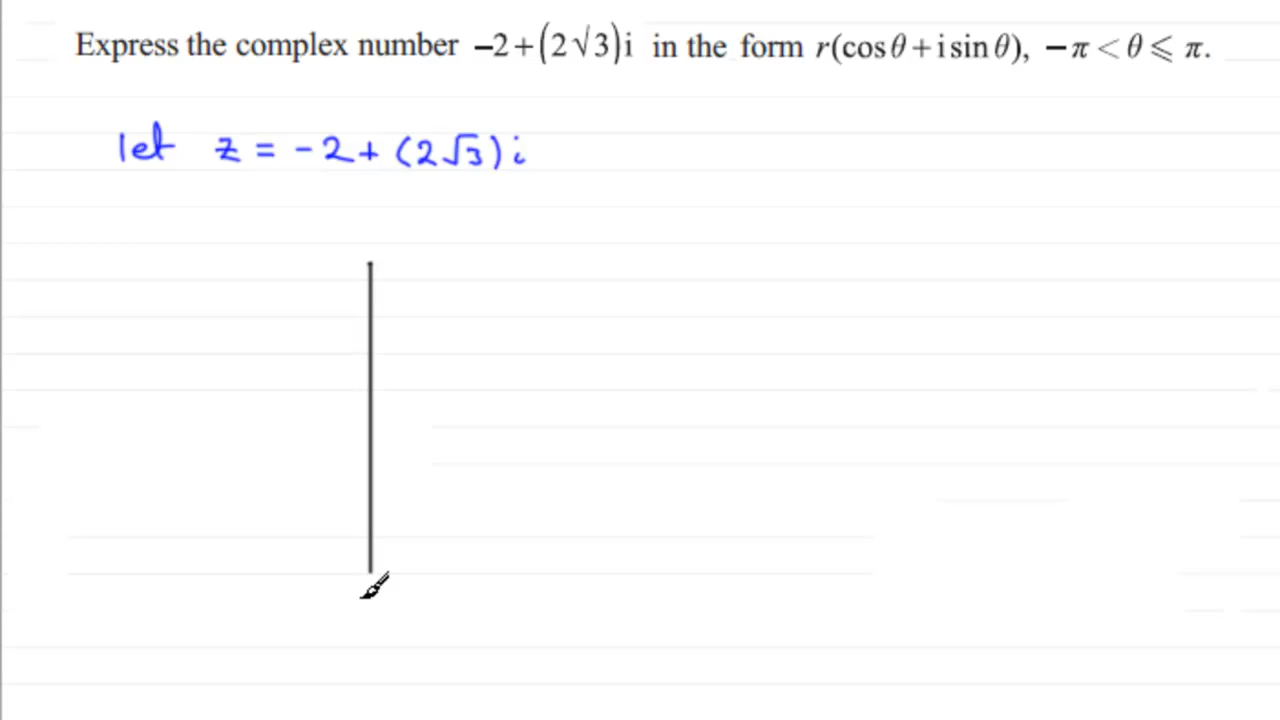 Express the complex number −2+(2√3)i in the form r(cosθ+isinθ), −π<θ⩽π.
let z = -2 + (2√3) i